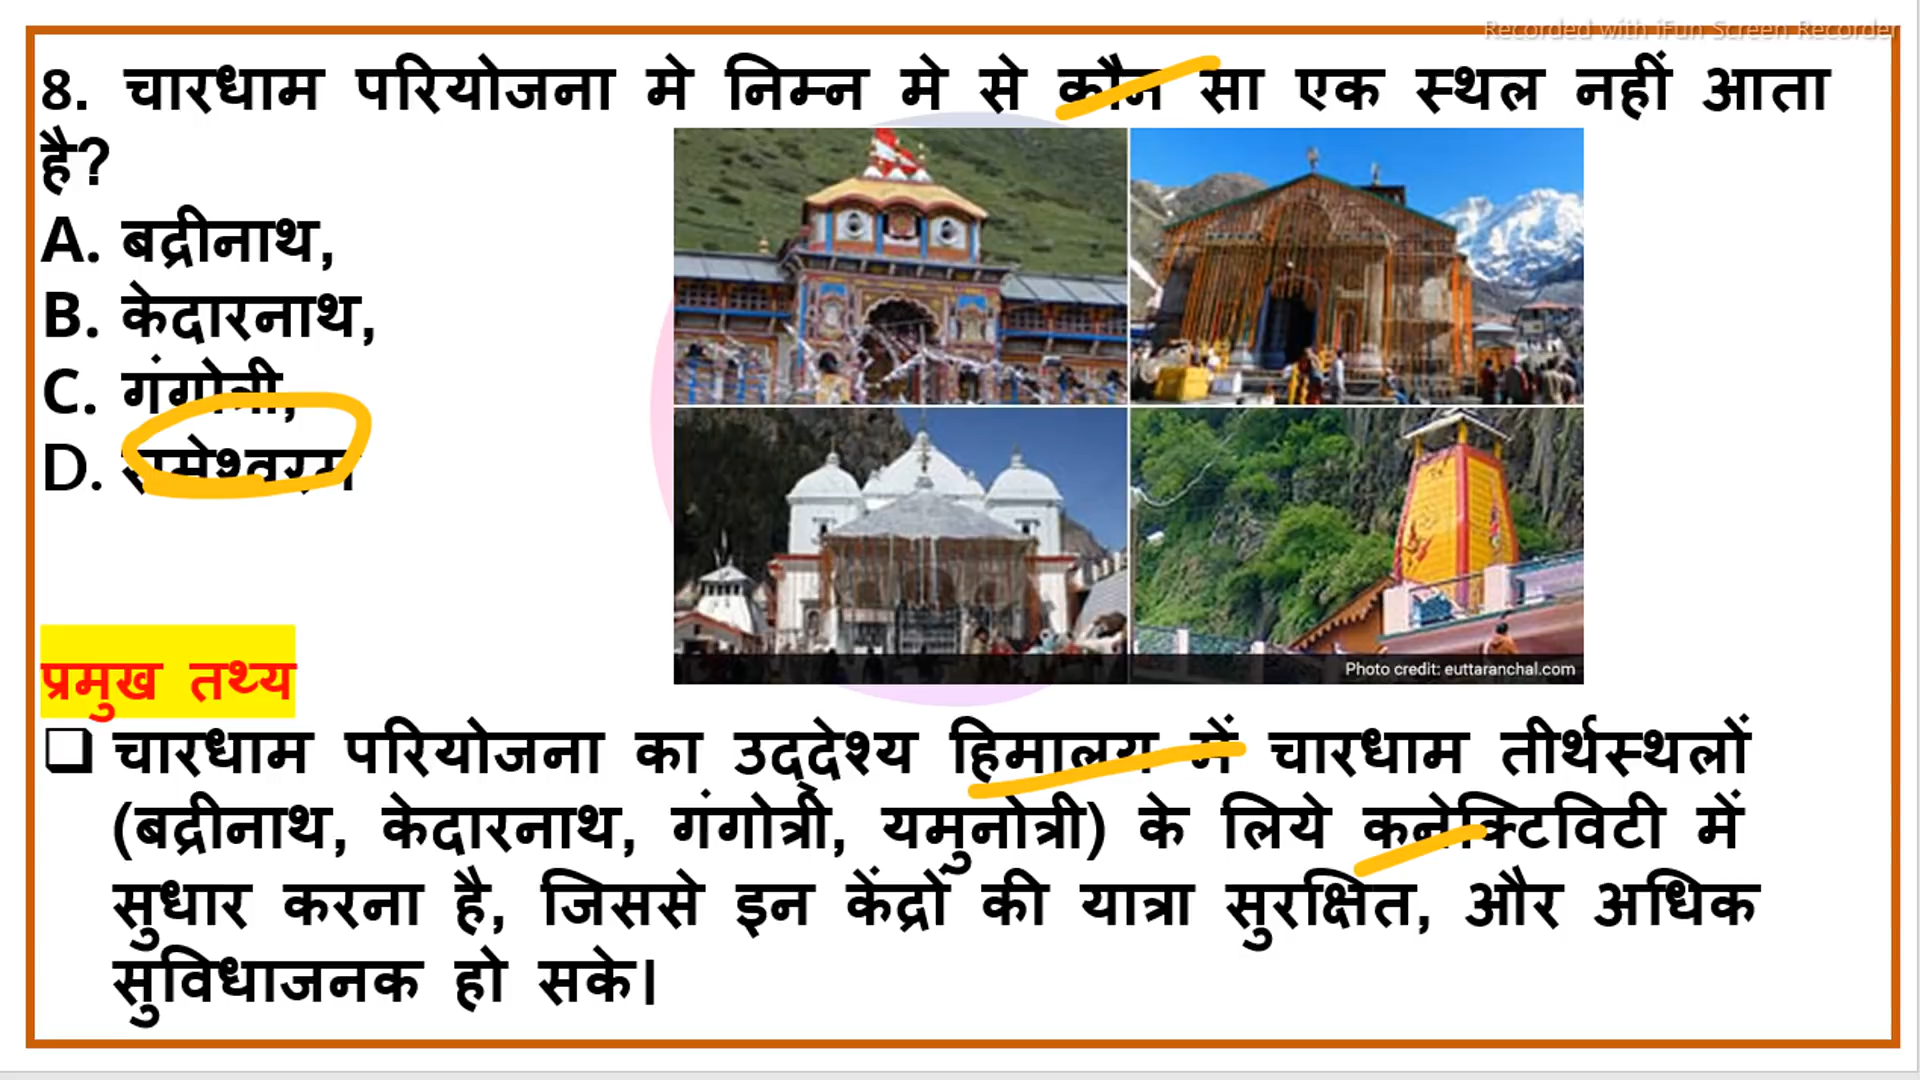 Recorded with iFun Screen Recorder
8. चारधाम परियोजना मे निम्न मे से कौन सा एक स्थल नहीं आता
है?
A. बद्रीनाथ,
B. केदारनाथ,
C. गंगोत्री,
D. रामेश्वरम
Photo credit: euttaranchal.com
प्रमुख तथ्य
❑ चारधाम परियोजना का उद्देश्य हिमालय में चारधाम तीर्थस्थलों
(बद्रीनाथ, केदारनाथ, गंगोत्री, यमुनोत्री) के लिये कनेक्टिविटी में
सुधार करना है, जिससे इन केंद्रों की यात्रा सुरक्षित, और अधिक
सुविधाजनक हो सके।